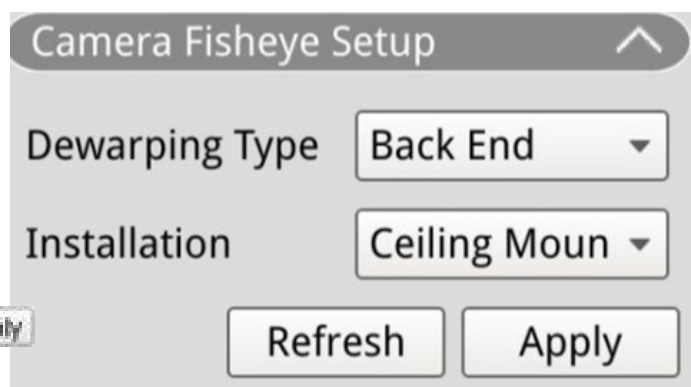 Camera Fisheye Setup
Dewarping Type Back End
Installation Ceiling Moun
Refresh Apply